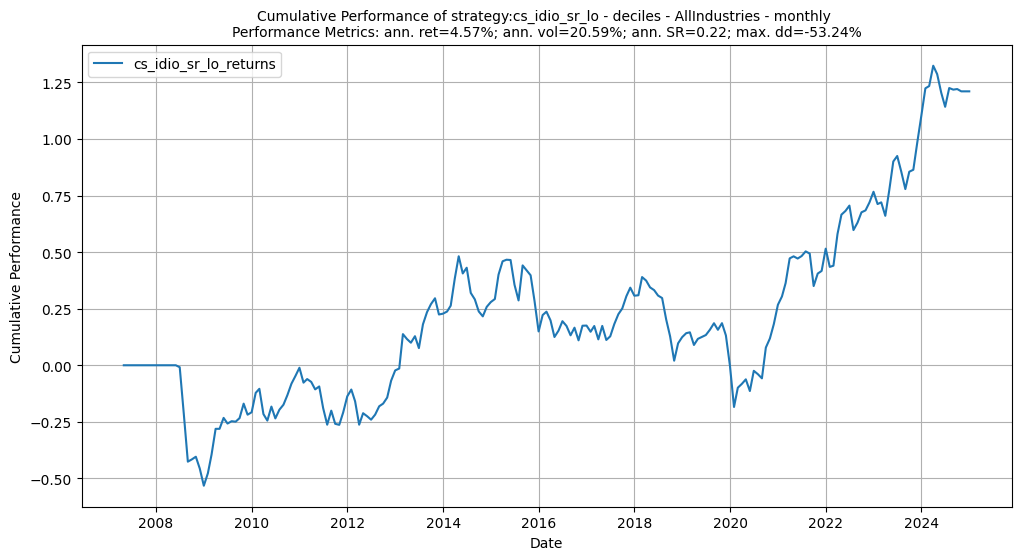 Cumulative Performance of strategy:cs_idio_sr_lo - deciles - AllIndustries - monthly
Performance Metrics: ann. ret=4.57%; ann. vol=20.59%; ann. SR=0.22; max. dd=-53.24%
cs_idio_sr_lo_returns
Cumulative Performance
1.25
1.00
0.75
0.50
0.25
0.00
−0.25
−0.50
2008 2010 2012 2014 2016 2018 2020 2022 2024
Date